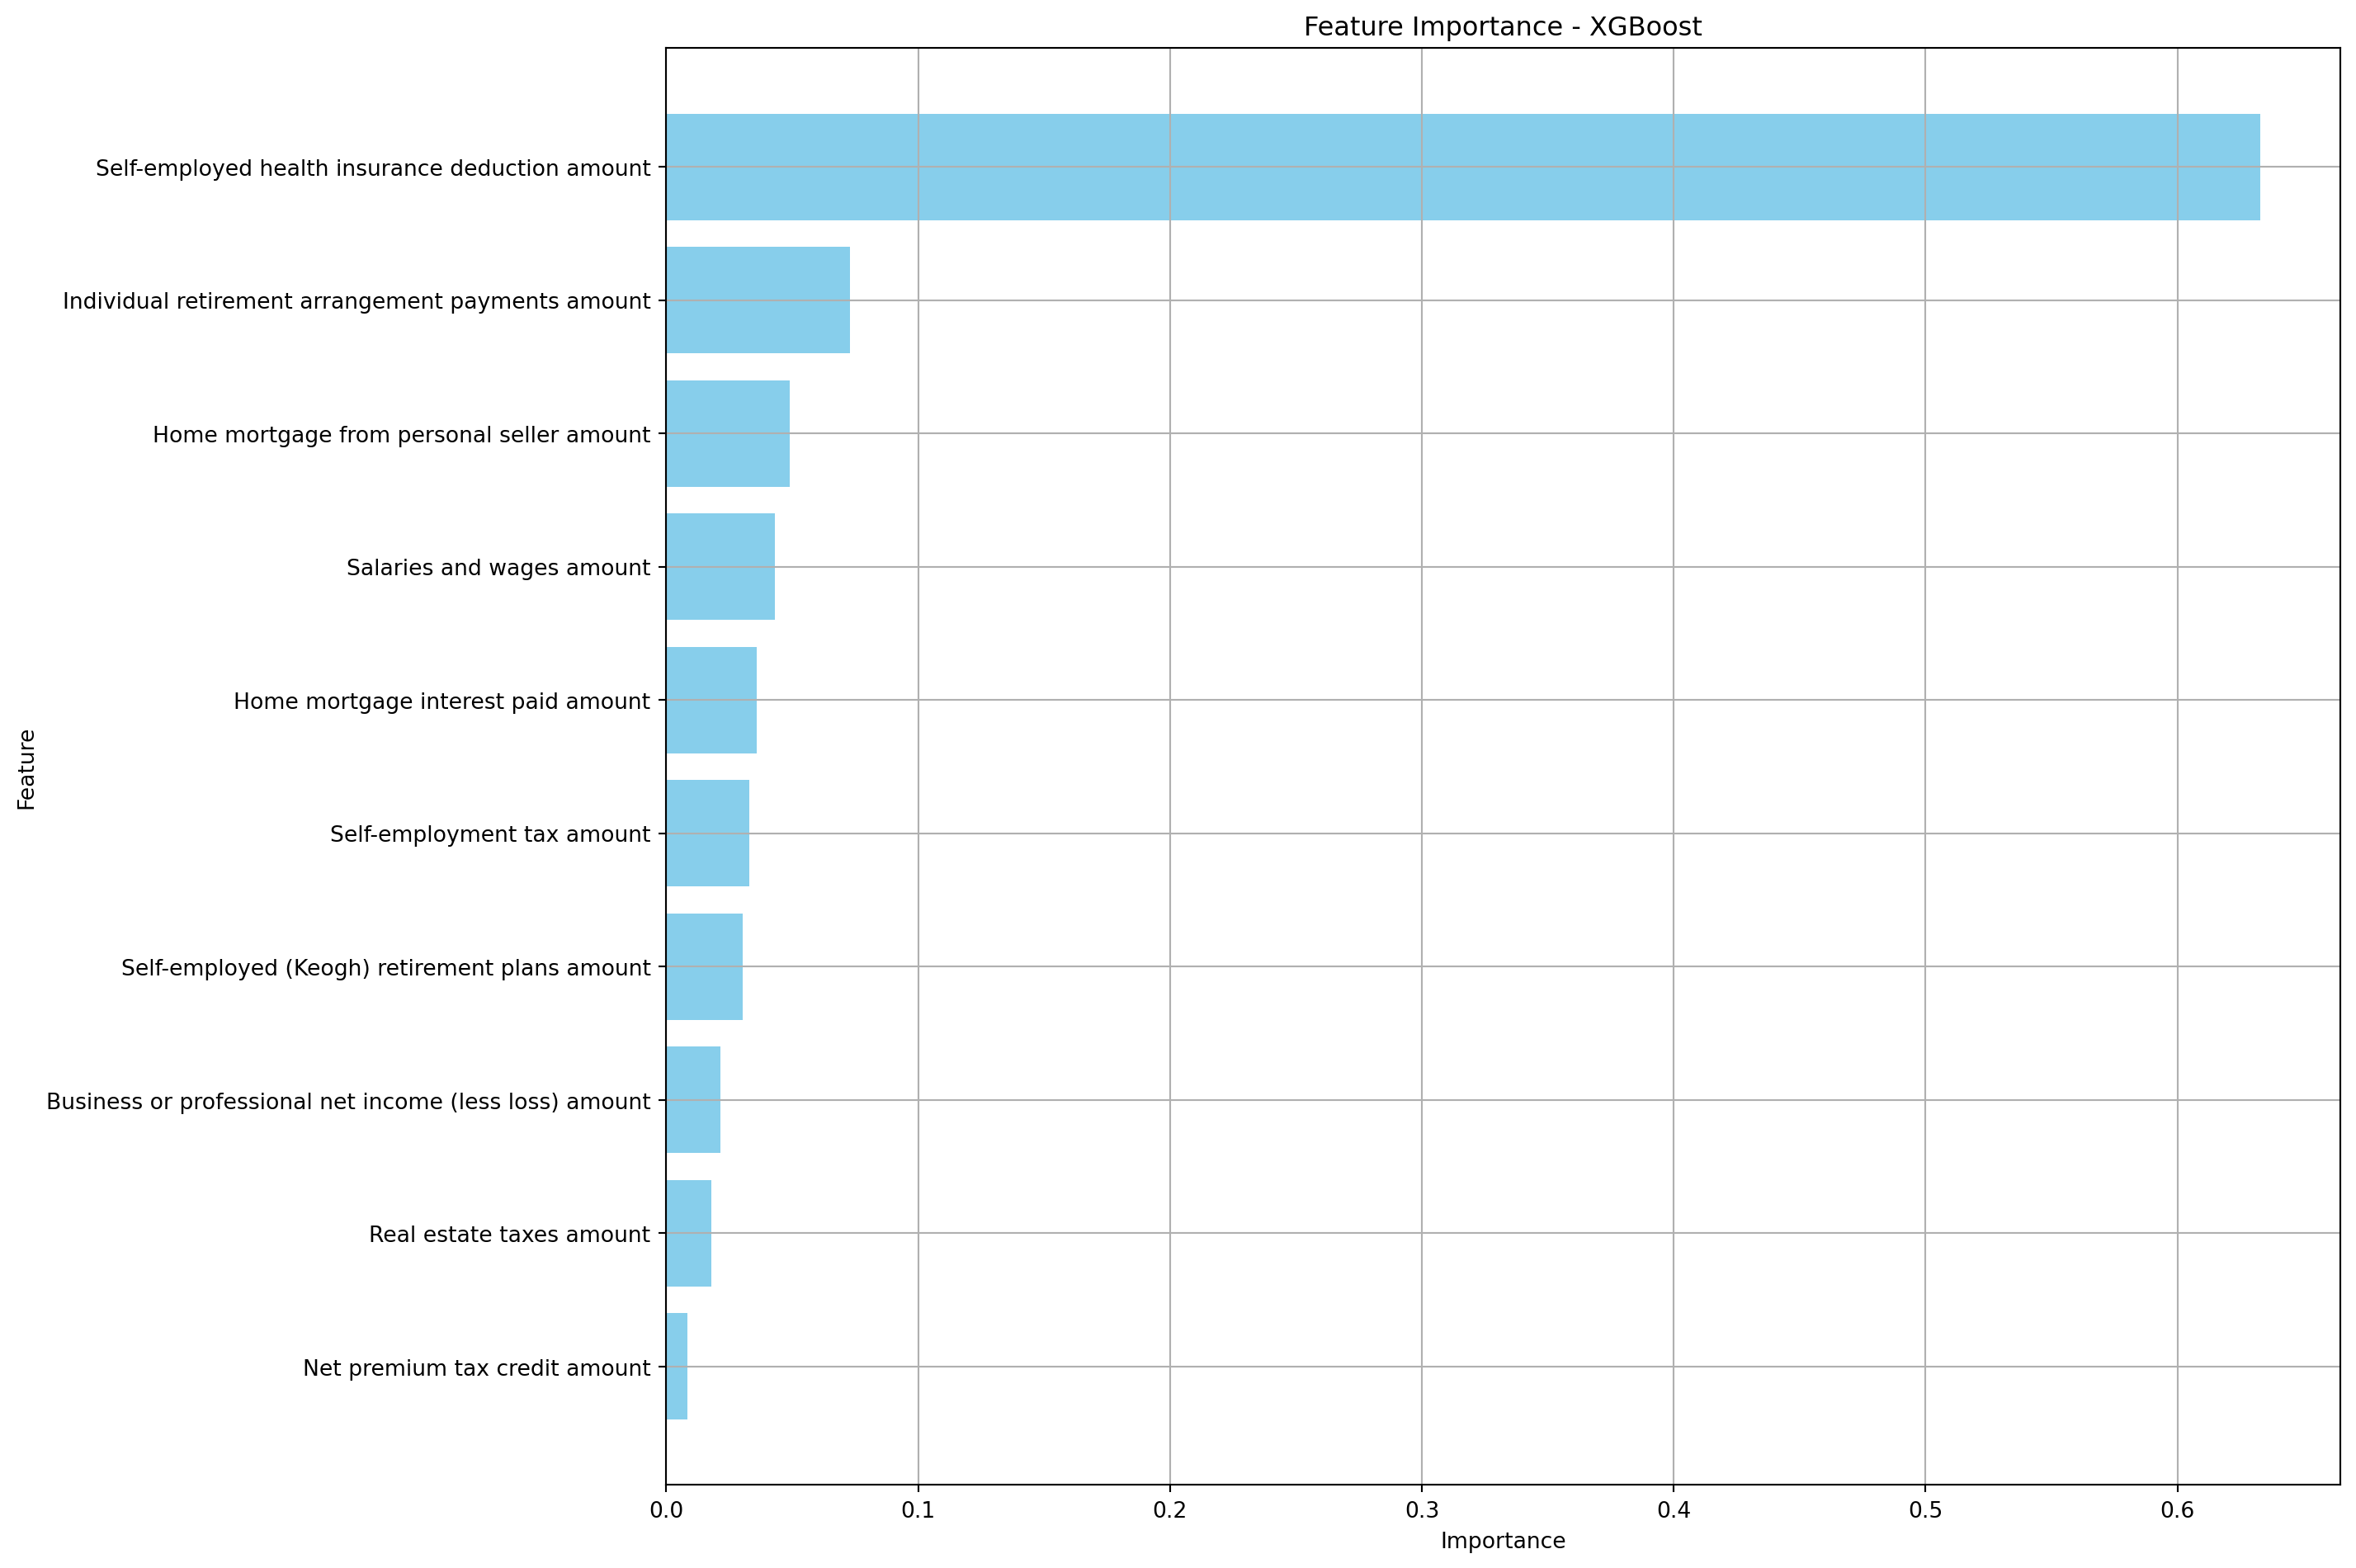 Feature Importance - XGBoost
Self-employed health insurance deduction amount
Individual retirement arrangement payments amount
Home mortgage from personal seller amount
Salaries and wages amount
Home mortgage interest paid amount
Self-employment tax amount
Self-employed (Keogh) retirement plans amount
Business or professional net income (less loss) amount
Real estate taxes amount
Net premium tax credit amount
Feature
0.0 0.1 0.2 0.3 0.4 0.5 0.6
Importance